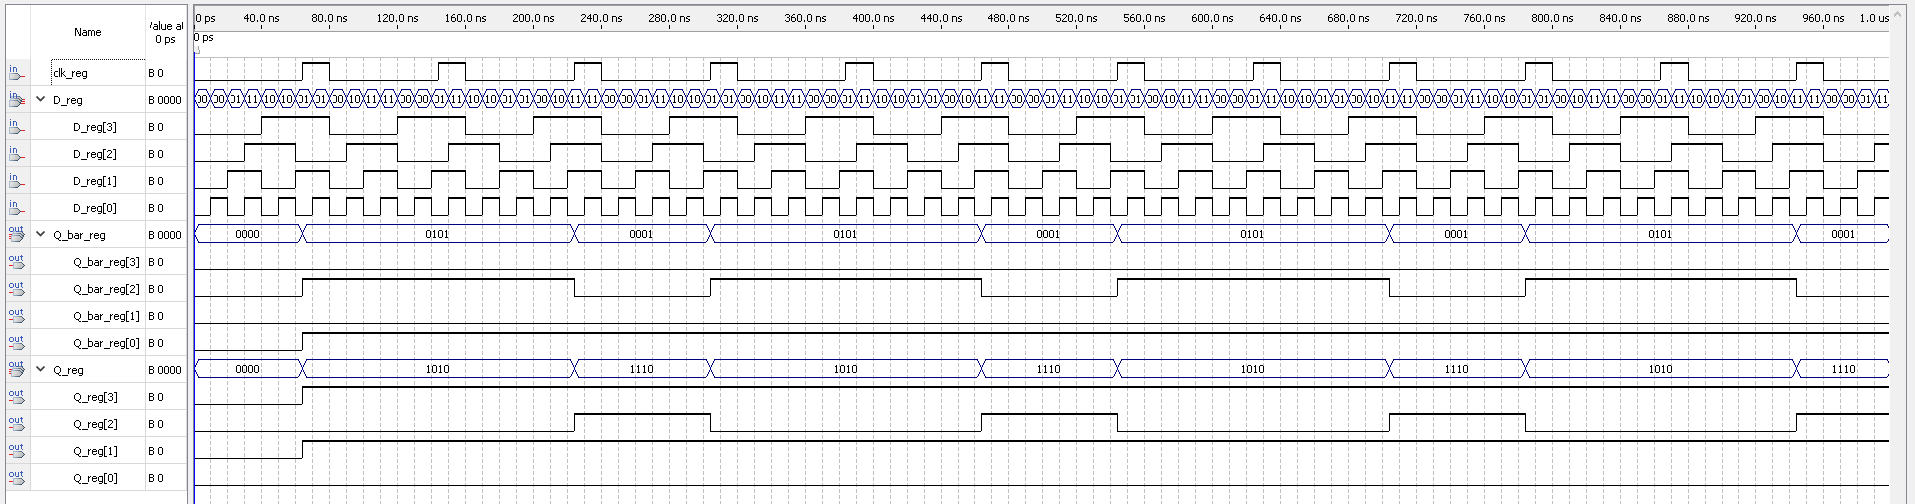 Name
Value a
0 ps
0 ps 40.0 ns 80.0 ns 120.0 ns 160.0 ns 200.0 ns 240.0 ns 280.0 ns 320.0 ns 360.0 ns 400.0 ns 440.0 ns 480.0 ns 520.0 ns 560.0 ns 600.0 ns 640.0 ns 680.0 ns 720.0 ns 760.0 ns 800.0 ns 840.0 ns 880.0 ns 920.0 ns 960.0 ns 1.0 us
0 ps
in clk_reg B 0
in D_reg B 0000
in D_reg[3] B 0
in D_reg[2] B 0
in D_reg[1] B 0
in D_reg[0] B 0
out Q_bar_reg B 0000 0000 0101 0001 0101 0001 0101 0001 0101 0001
out Q_bar_reg[3] B 0
out Q_bar_reg[2] B 0
out Q_bar_reg[1] B 0
out Q_bar_reg[0] B 0
out Q_reg B 0000 0000 1010 1110 1010 1110 1010 1110 1010 1110
out Q_reg[3] B 0
out Q_reg[2] B 0
out Q_reg[1] B 0
out Q_reg[0] B 0